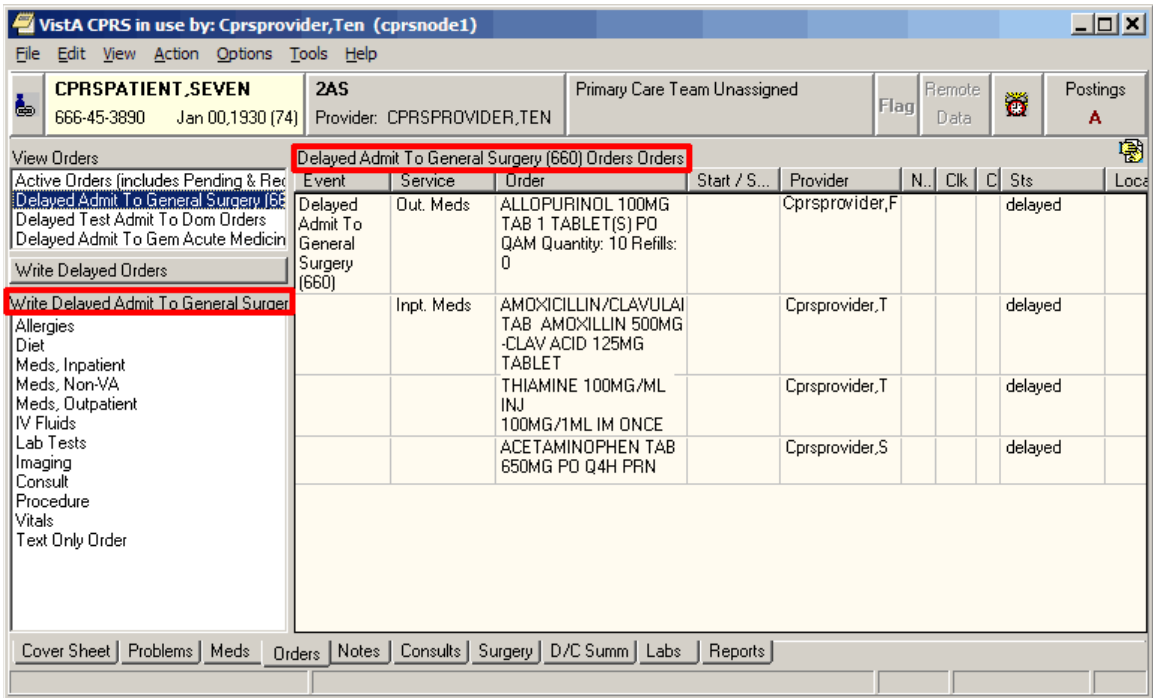 VistA CPRS in use by: Cprsprovider,Ten (cprsnode1)
File Edit View Action Options Tools Help
CPRSPATIENT,SEVEN
666-45-3890 Jan 00,1930 (74)
2AS
Provider: CPRSPROVIDER,TEN
Primary Care Team Unassigned
Flag
Remote
Data
Postings
A
View Orders
Active Orders (includes Pending & Rec
Delayed Admit To General Surgery (66
Delayed Test Admit To Dom Orders
Delayed Admit To Gem Acute Medicin
Write Delayed Orders
Write Delayed Admit To General Surger
Allergies
Diet
Meds, Inpatient
Meds, Non-VA
Meds, Outpatient
IV Fluids
Lab Tests
Imaging
Consult
Procedure
Vitals
Text Only Order
Delayed Admit To General Surgery (660) Orders Orders
Event Service Order Start / S... Provider N.. Clk C Sts Loca
Delayed
Admit To
General
Surgery
(660)
Out. Meds
ALLOPURINOL 100MG
TAB 1 TABLET(S) PO
QAM Quantity: 10 Refills:
0
Cprsprovider,F
delayed
Inpt. Meds
AMOXICILLIN/CLAVULAI
TAB AMOXILLIN 500MG
-CLAV ACID 125MG
TABLET
Cprsprovider,T
delayed
THIAMINE 100MG/ML
INJ
100MG/1ML IM ONCE
Cprsprovider,T
delayed
ACETAMINOPHEN TAB
650MG PO Q4H PRN
Cprsprovider,S
delayed
Cover Sheet Problems Meds Orders Notes Consults Surgery D/C Summ Labs Reports